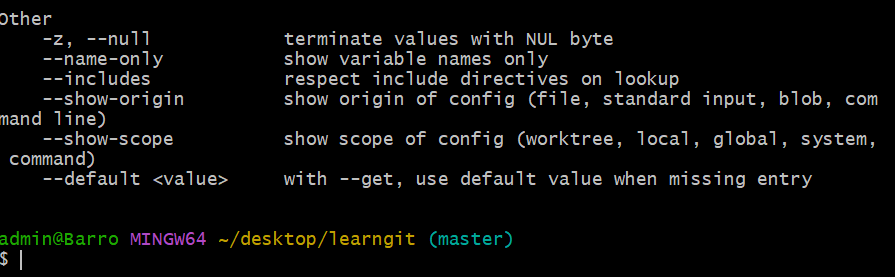 Other
    -z, --null            terminate values with NUL byte
    --name-only           show variable names only
    --includes            respect include directives on lookup
    --show-origin         show origin of config (file, standard input, blob, com
mand line)
    --show-scope          show scope of config (worktree, local, global, system,
 command)
    --default <value>     with --get, use default value when missing entry
admin@Barro MINGW64 ~/desktop/learngit (master)
$